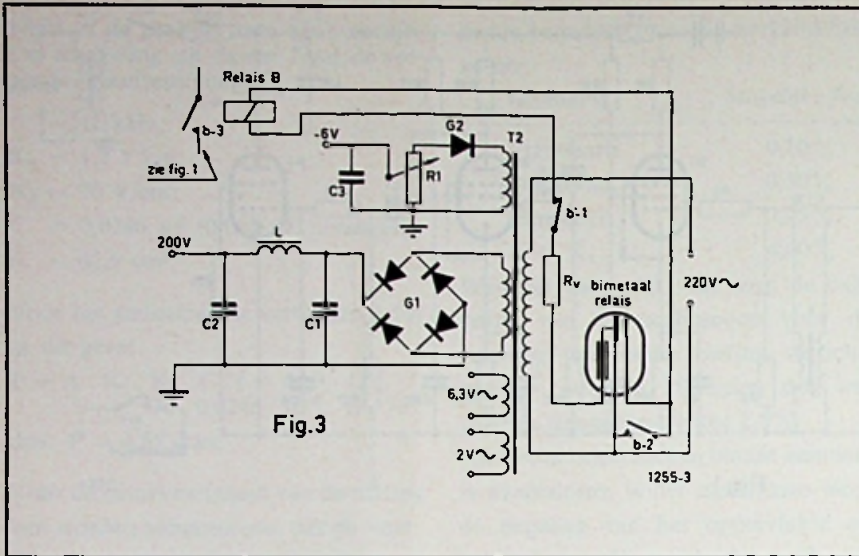 Relais B
b-3
zie fig. 1
-6V
C3
R1
G2
T2
b-1
Rv
bimetaal
relais
220V~
200V
L
C2
C1
G1
6,3V~
2V~
b-2
Fig.3
1255-3